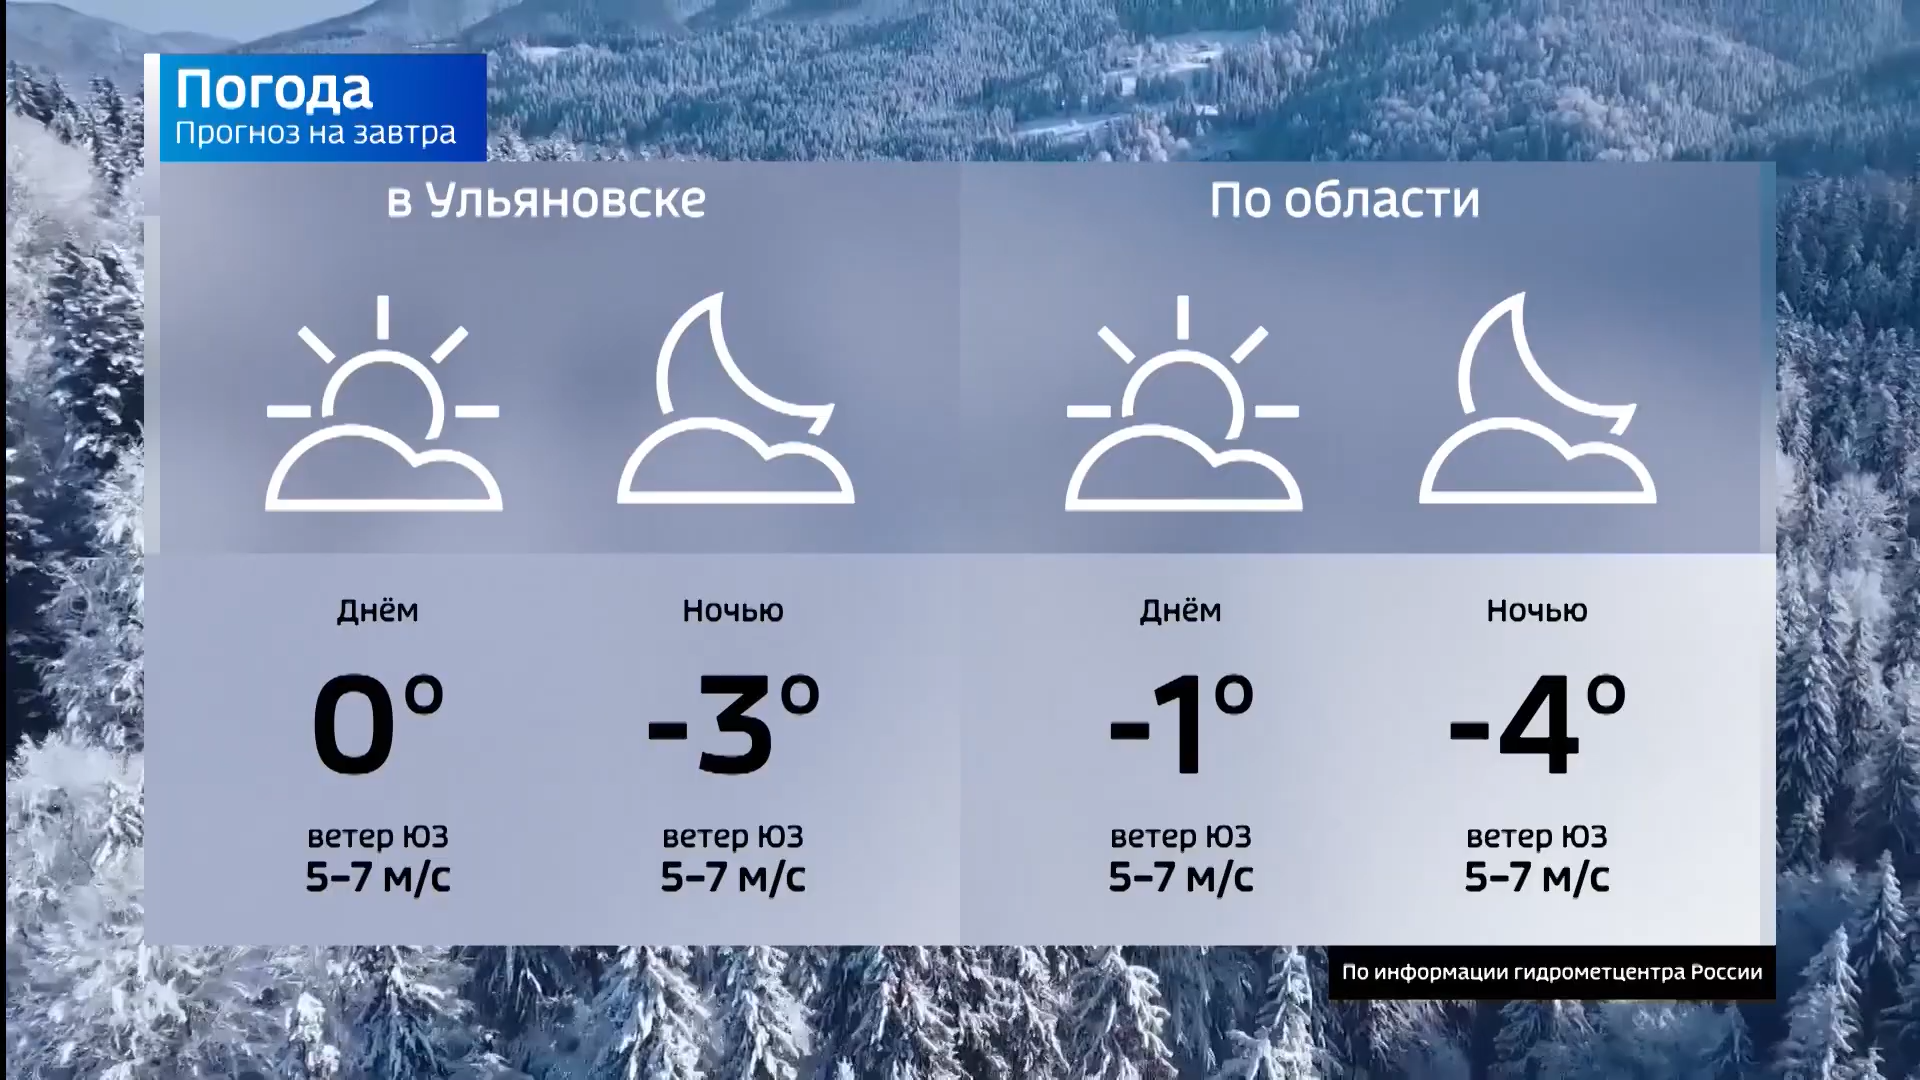 Погода
Прогноз на завтра
в Ульяновске
По области
Днём
Ночью
Днём
Ночью
0°
-3°
-1°
-4°
ветер ЮЗ
5-7 м/с
ветер ЮЗ
5-7 м/с
ветер ЮЗ
5-7 м/с
ветер ЮЗ
5-7 м/с
По информации гидрометцентра России